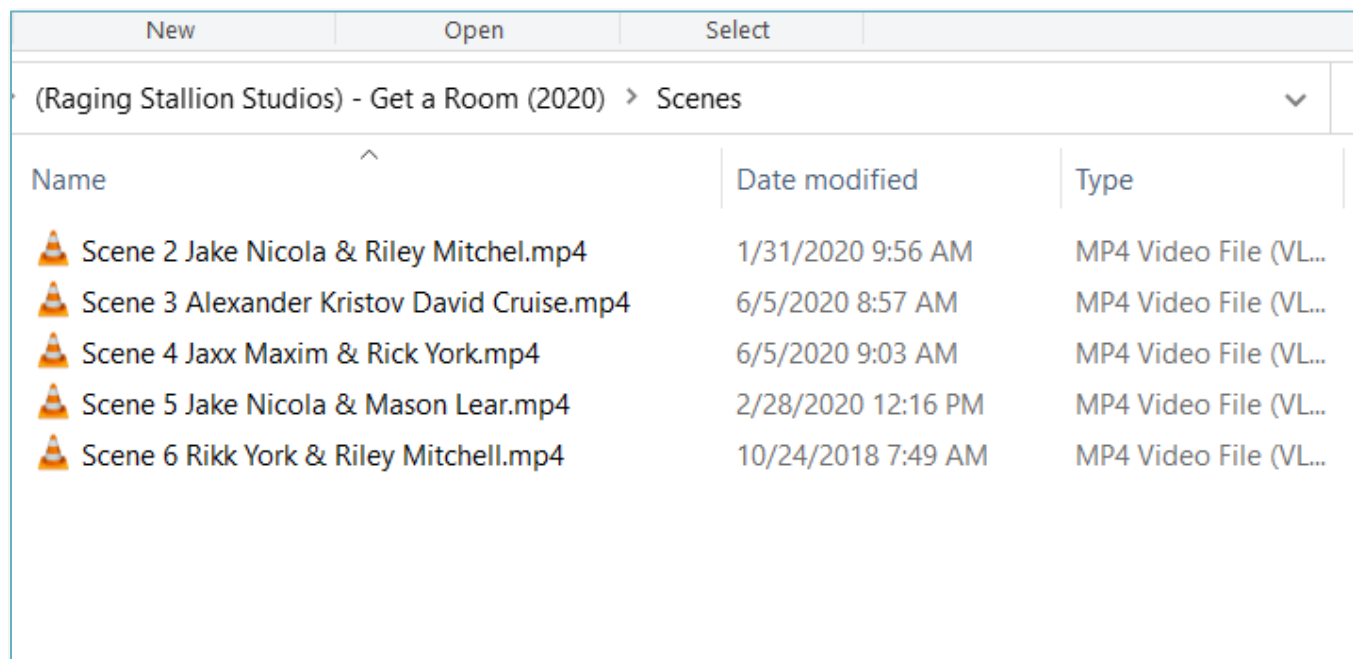 New Open Select
(Raging Stallion Studios) - Get a Room (2020) > Scenes
Name Date modified Type
Scene 2 Jake Nicola & Riley Mitchel.mp4 1/31/2020 9:56 AM MP4 Video File (VL...
Scene 3 Alexander Kristov David Cruise.mp4 6/5/2020 8:57 AM MP4 Video File (VL...
Scene 4 Jaxx Maxim & Rick York.mp4 6/5/2020 9:03 AM MP4 Video File (VL...
Scene 5 Jake Nicola & Mason Lear.mp4 2/28/2020 12:16 PM MP4 Video File (VL...
Scene 6 Rikk York & Riley Mitchell.mp4 10/24/2018 7:49 AM MP4 Video File (VL...